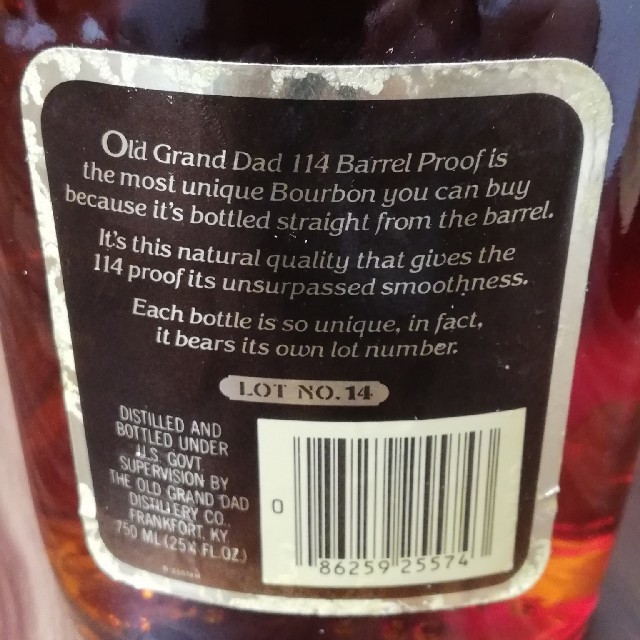 Old Grand Dad 114 Barrel Proof is
the most unique Bourbon you can buy
because it's bottled straight from the barrel.
It's this natural quality that gives the
114 proof its unsurpassed smoothness.
Each bottle is so unique, in fact,
it bears its own lot number.
LOT NO. 14
DISTILLED AND
BOTTLED UNDER
U.S. GOVT.
SUPERVISION BY
THE OLD GRAND DAD
DISTILLERY CO.,
FRANKFORT, KY.
750 ML (25.4 FL. OZ.)
0 86259 25574